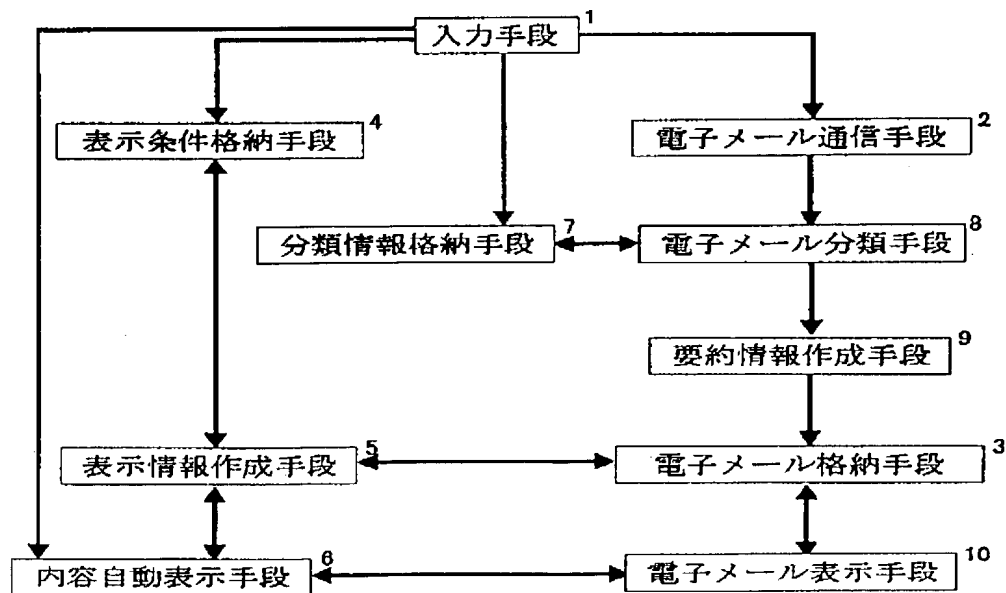 入力手段 1
表示条件格納手段 4
電子メール通信手段 2
分類情報格納手段 7
電子メール分類手段 8
要約情報作成手段 9
表示情報作成手段 5
電子メール格納手段 3
内容自動表示手段 6
電子メール表示手段 10